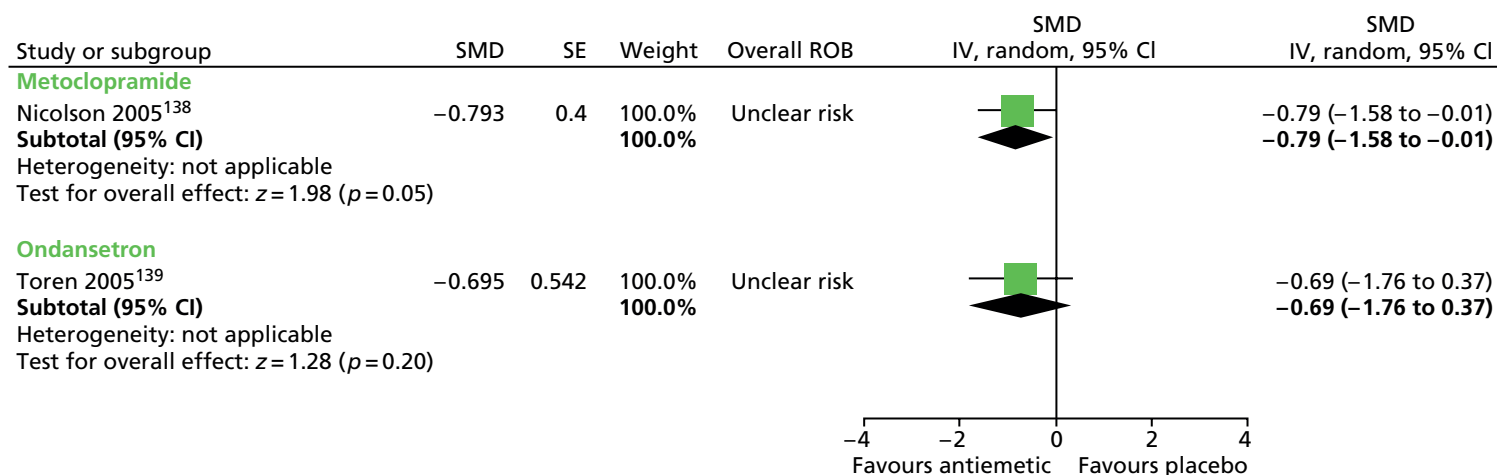 SMD SMD
Study or subgroup SMD SE Weight Overall ROB IV, random, 95% CI IV, random, 95% CI
Metoclopramide
Nicolson 2005138 −0.793 0.4 100.0% Unclear risk −0.79 (−1.58 to −0.01)
Subtotal (95% CI) 100.0% −0.79 (−1.58 to −0.01)
Heterogeneity: not applicable
Test for overall effect: z=1.98 (p=0.05)
Ondansetron
Toren 2005139 −0.695 0.542 100.0% Unclear risk −0.69 (−1.76 to 0.37)
Subtotal (95% CI) 100.0% −0.69 (−1.76 to 0.37)
Heterogeneity: not applicable
Test for overall effect: z=1.28 (p=0.20)
−4 −2 0 2 4
Favours antiemetic Favours placebo